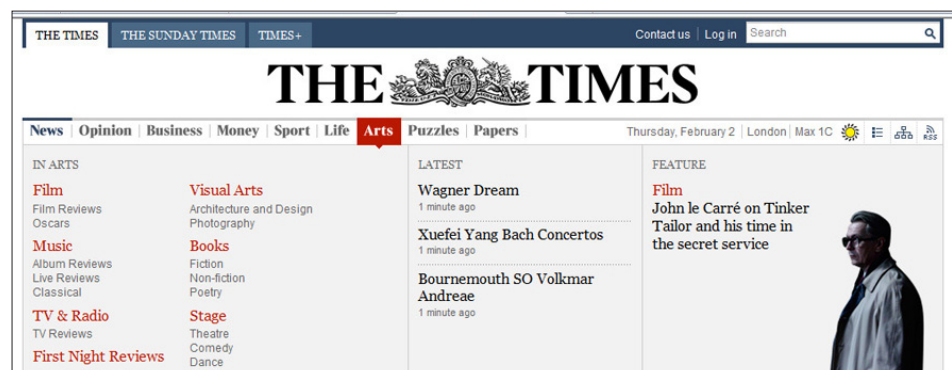 THE TIMES
THE SUNDAY TIMES
TIMES+
Contact us
Log in
Search
THE TIMES
News
Opinion
Business
Money
Sport
Life
Arts
Puzzles
Papers
Thursday, February 2
London
Max 1C
RSS
IN ARTS
Film
Film Reviews
Oscars
Music
Album Reviews
Live Reviews
Classical
TV & Radio
TV Reviews
First Night Reviews
Visual Arts
Architecture and Design
Photography
Books
Fiction
Non-fiction
Poetry
Stage
Theatre
Comedy
Dance
LATEST
Wagner Dream
1 minute ago
Xuefei Yang Bach Concertos
1 minute ago
Bournemouth SO Volkmar
Andreae
1 minute ago
FEATURE
Film
John le Carré on Tinker
Tailor and his time in
the secret service